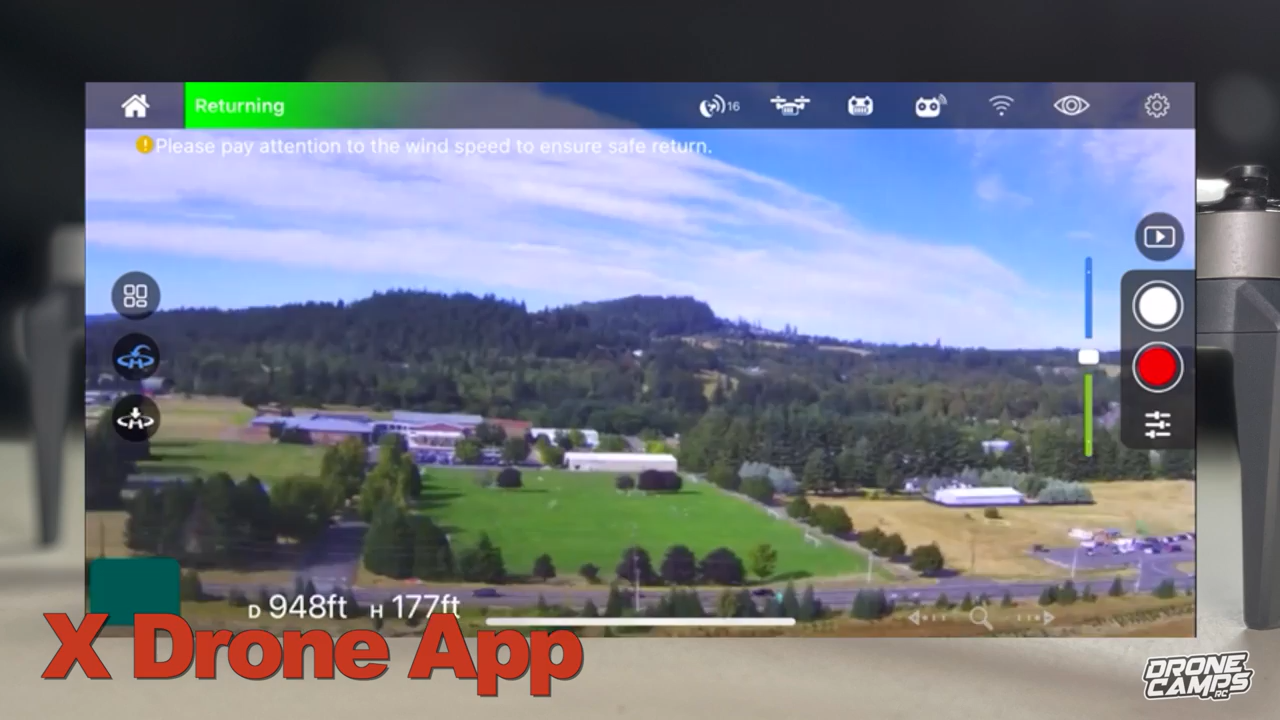 Returning
16
Please pay attention to the wind speed to ensure safe return.
D 948ft H 177ft
X Drone App
DRONE
CAMPS
RC